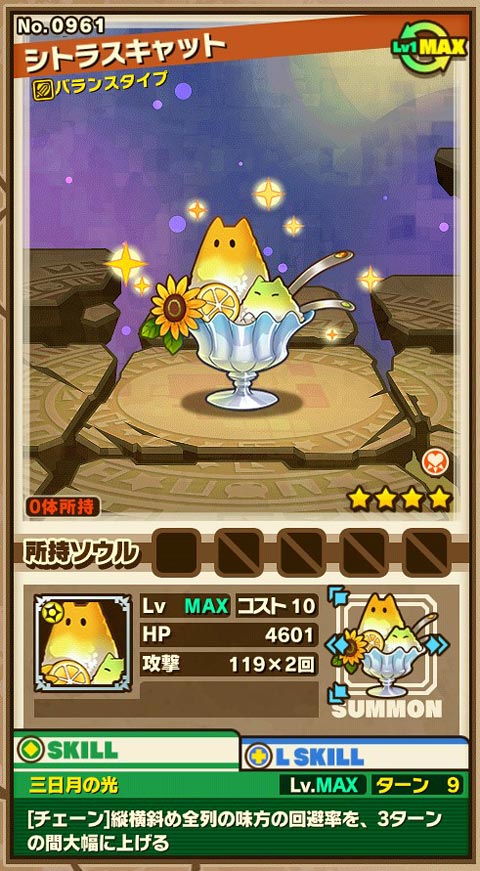 No.0961
シトラスキャット
バランスタイプ
Lv1 MAX
0体所持
所持ソウル
Lv MAX コスト 10
HP 4601
攻撃 119×2回
SUMMON
SKILL
L SKILL
三日月の光 Lv.MAX ターン 9
[チェーン]縦横斜め全列の味方の回避率を、3ターン
の間大幅に上げる